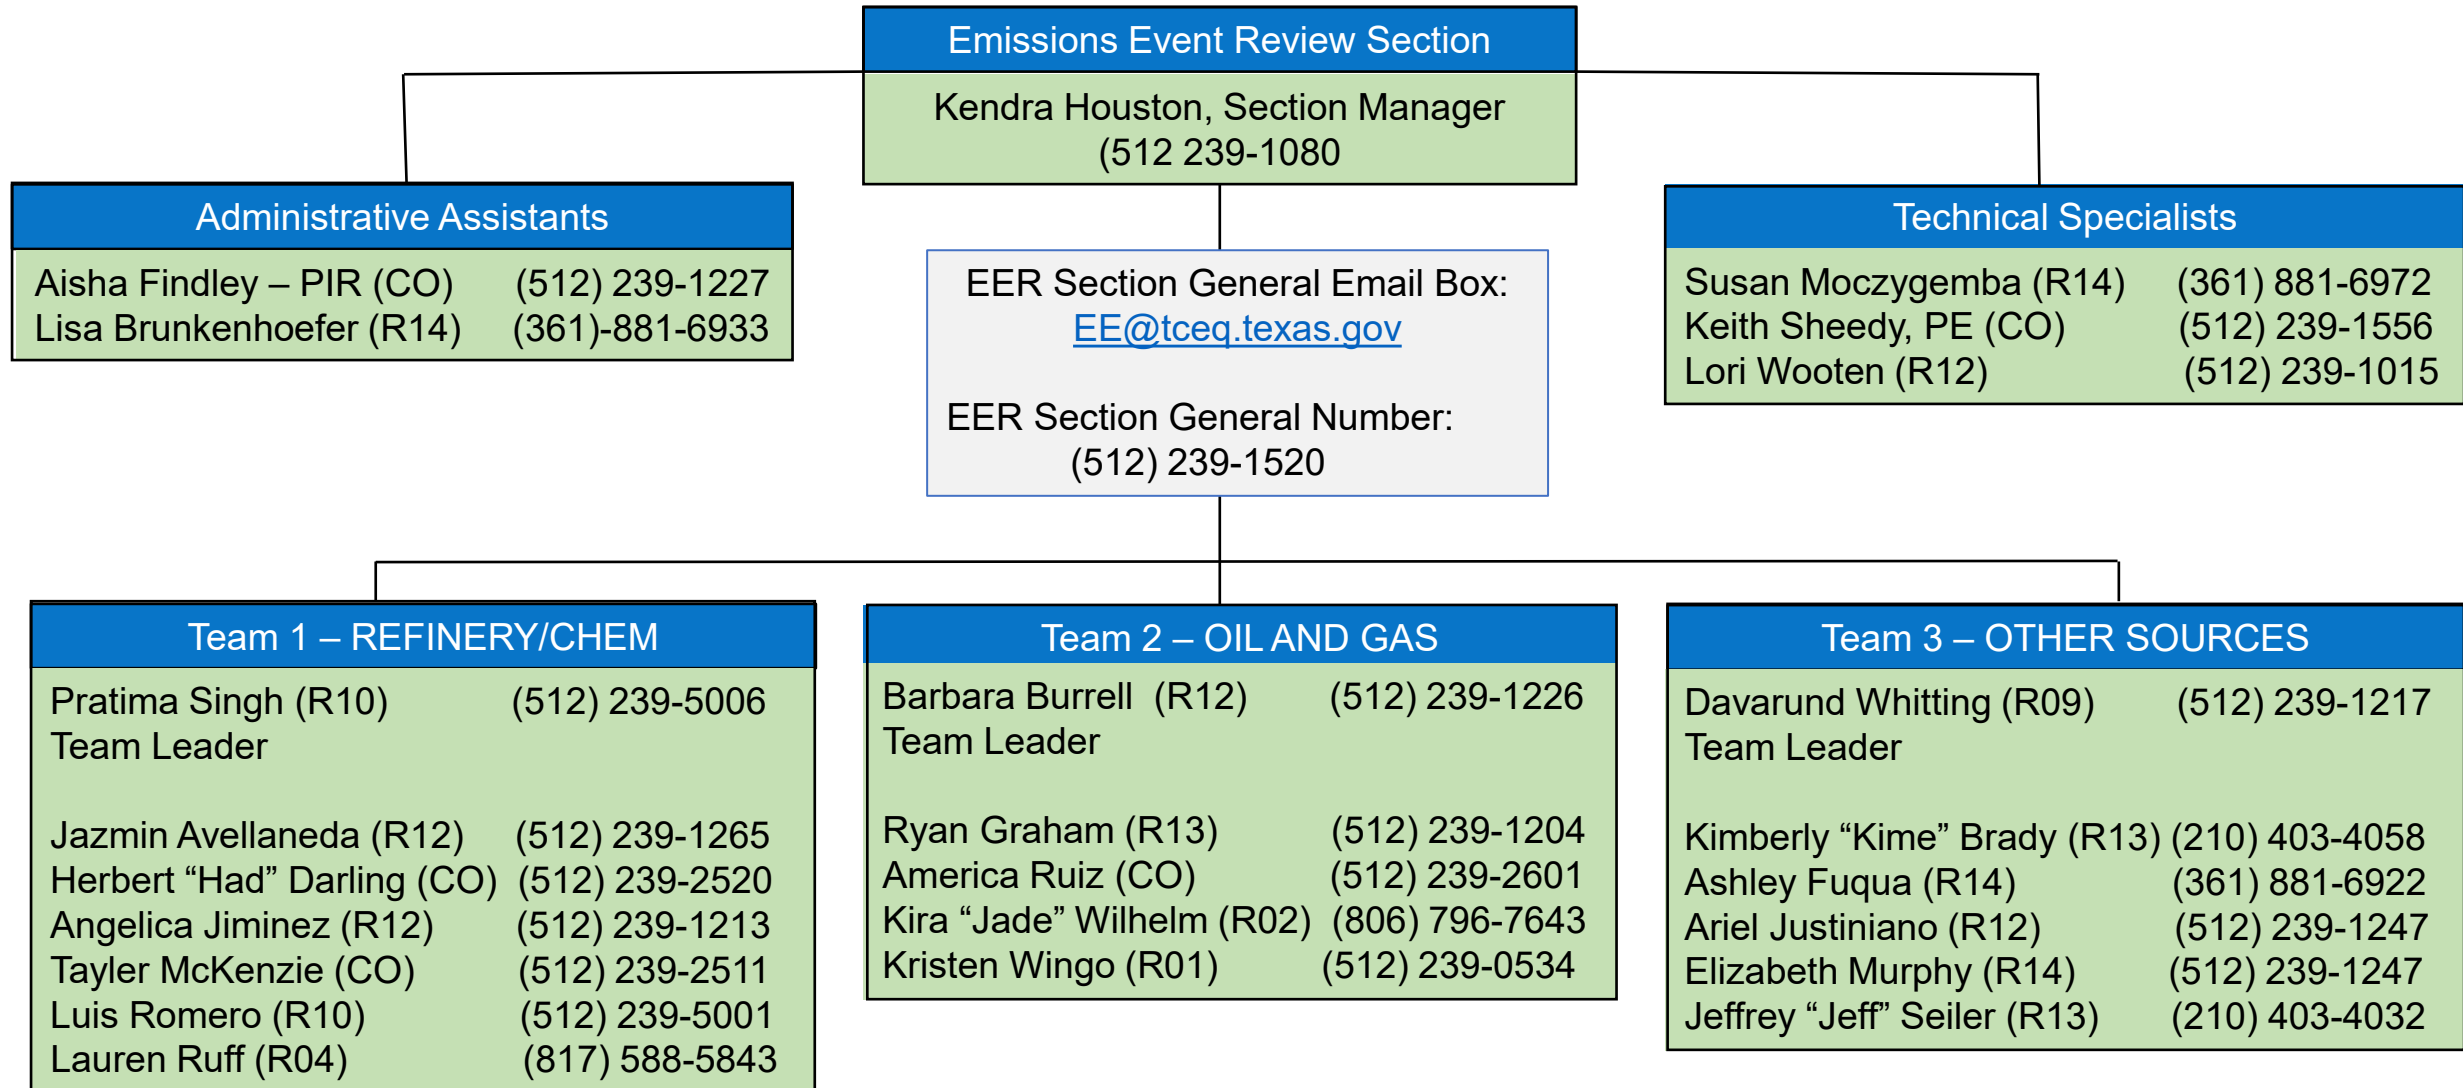 Emissions Event Review Section
Kendra Houston, Section Manager
(512 239-1080
Administrative Assistants
Aisha Findley – PIR (CO) (512) 239-1227
Lisa Brunkenhoefer (R14) (361)-881-6933
EER Section General Email Box:
EE@tceq.texas.gov
EER Section General Number:
(512) 239-1520
Technical Specialists
Susan Moczygemba (R14) (361) 881-6972
Keith Sheedy, PE (CO) (512) 239-1556
Lori Wooten (R12) (512) 239-1015
Team 1 – REFINERY/CHEM
Pratima Singh (R10) (512) 239-5006
Team Leader
Jazmin Avellaneda (R12) (512) 239-1265
Herbert “Had” Darling (CO) (512) 239-2520
Angelica Jiminez (R12) (512) 239-1213
Tayler McKenzie (CO) (512) 239-2511
Luis Romero (R10) (512) 239-5001
Lauren Ruff (R04) (817) 588-5843
Team 2 – OIL AND GAS
Barbara Burrell (R12) (512) 239-1226
Team Leader
Ryan Graham (R13) (512) 239-1204
America Ruiz (CO) (512) 239-2601
Kira “Jade” Wilhelm (R02) (806) 796-7643
Kristen Wingo (R01) (512) 239-0534
Team 3 – OTHER SOURCES
Davarund Whitting (R09) (512) 239-1217
Team Leader
Kimberly “Kime” Brady (R13) (210) 403-4058
Ashley Fuqua (R14) (361) 881-6922
Ariel Justiniano (R12) (512) 239-1247
Elizabeth Murphy (R14) (512) 239-1247
Jeffrey “Jeff” Seiler (R13) (210) 403-4032